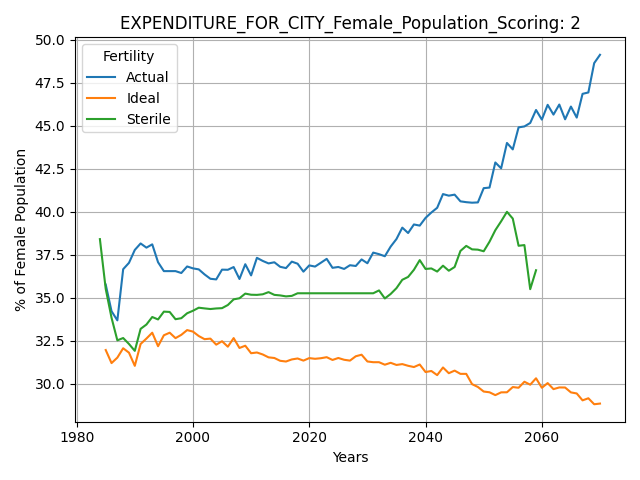 EXPENDITURE_FOR_CITY_Female_Population_Scoring: 2
Fertility
Actual
Ideal
Sterile
% of Female Population
50.0
47.5
45.0
42.5
40.0
37.5
35.0
32.5
30.0
1980 2000 2020 2040 2060
Years